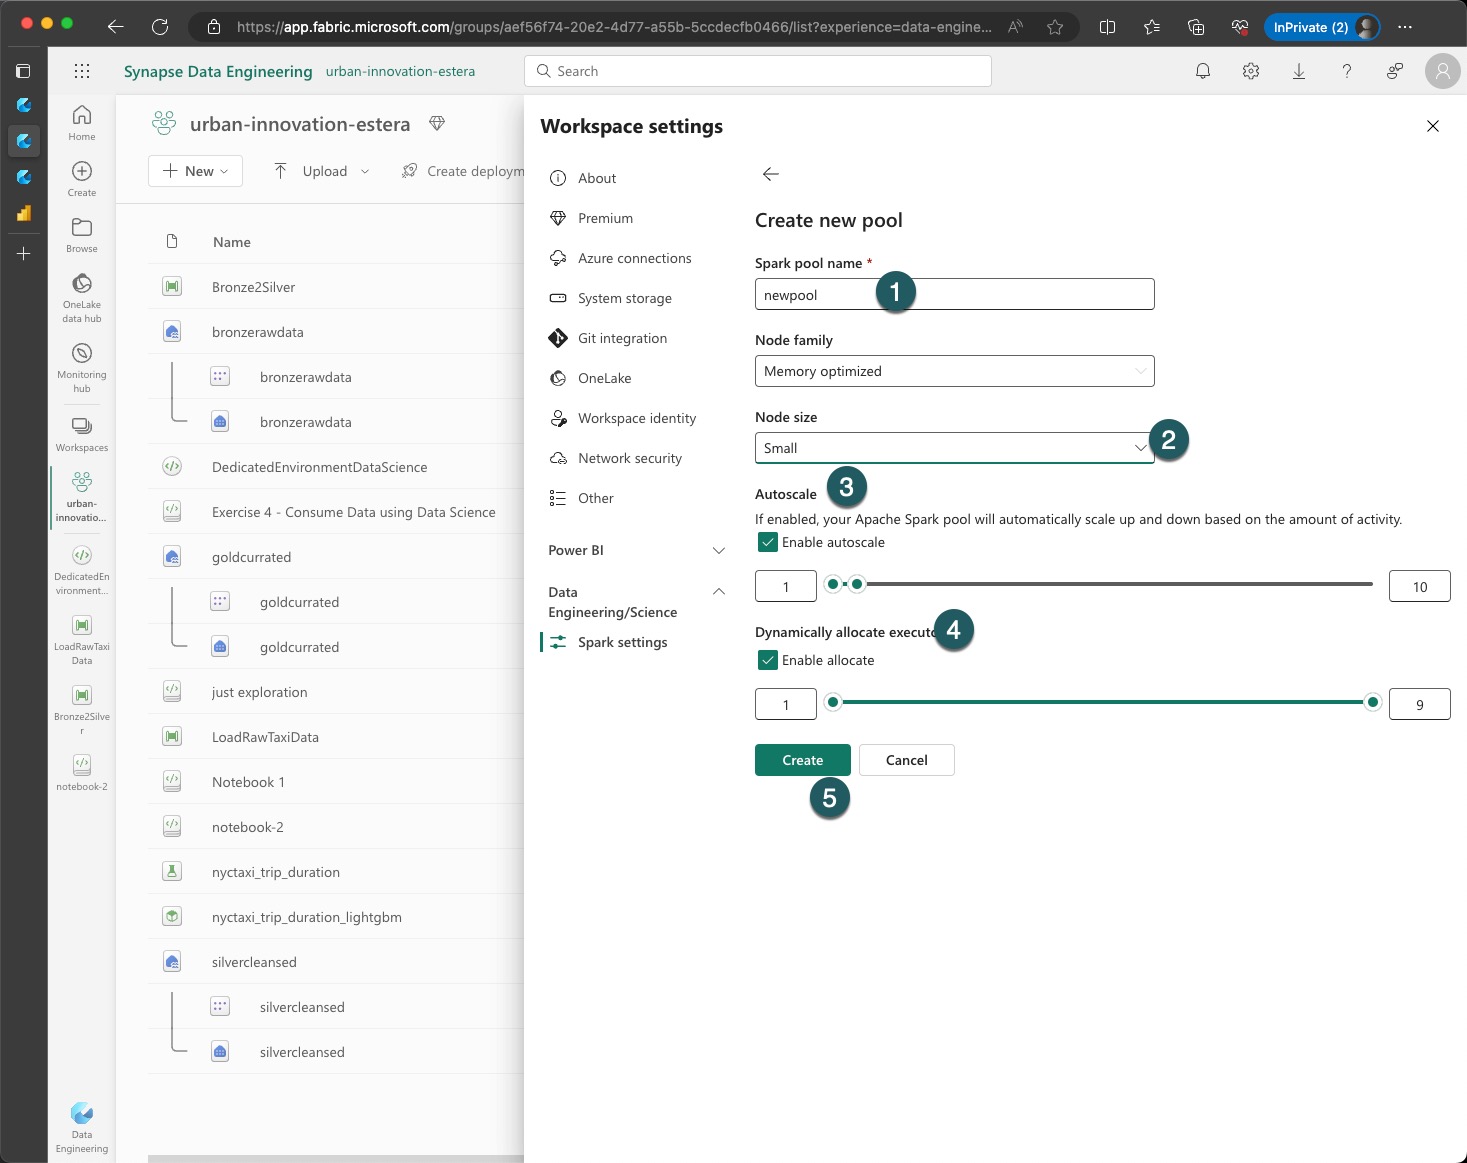 https://app.fabric.microsoft.com/groups/aef56f74-20e2-4d77-a55b-5ccdecfb0466/list?experience=data-engine...
InPrivate (2)
Synapse Data Engineering urban-innovation-estera
Search
Home
Create
Browse
OneLake
data hub
Monitoring
hub
Workspaces
urban-
innovatio...
DedicatedEn
vironment...
LoadRawTaxi
Data
Bronze2Silve
r
notebook-2
Data
Engineering
urban-innovation-estera
New
Upload
Create deploym
Name
Bronze2Silver
bronzerawdata
bronzerawdata
bronzerawdata
DedicatedEnvironmentDataScience
Exercise 4 - Consume Data using Data Science
goldcurrated
goldcurrated
goldcurrated
just exploration
LoadRawTaxiData
Notebook 1
notebook-2
nyctaxi_trip_duration
nyctaxi_trip_duration_lightgbm
silvercleansed
silvercleansed
silvercleansed
Workspace settings
About
Premium
Azure connections
System storage
Git integration
OneLake
Workspace identity
Network security
Other
Power BI
Data
Engineering/Science
Spark settings
Create new pool
Spark pool name *
newpool
1
Node family
Memory optimized
Node size
Small
2
3
Autoscale
If enabled, your Apache Spark pool will automatically scale up and down based on the amount of activity.
Enable autoscale
1
10
Dynamically allocate execut
4
Enable allocate
1
9
Create
Cancel
5